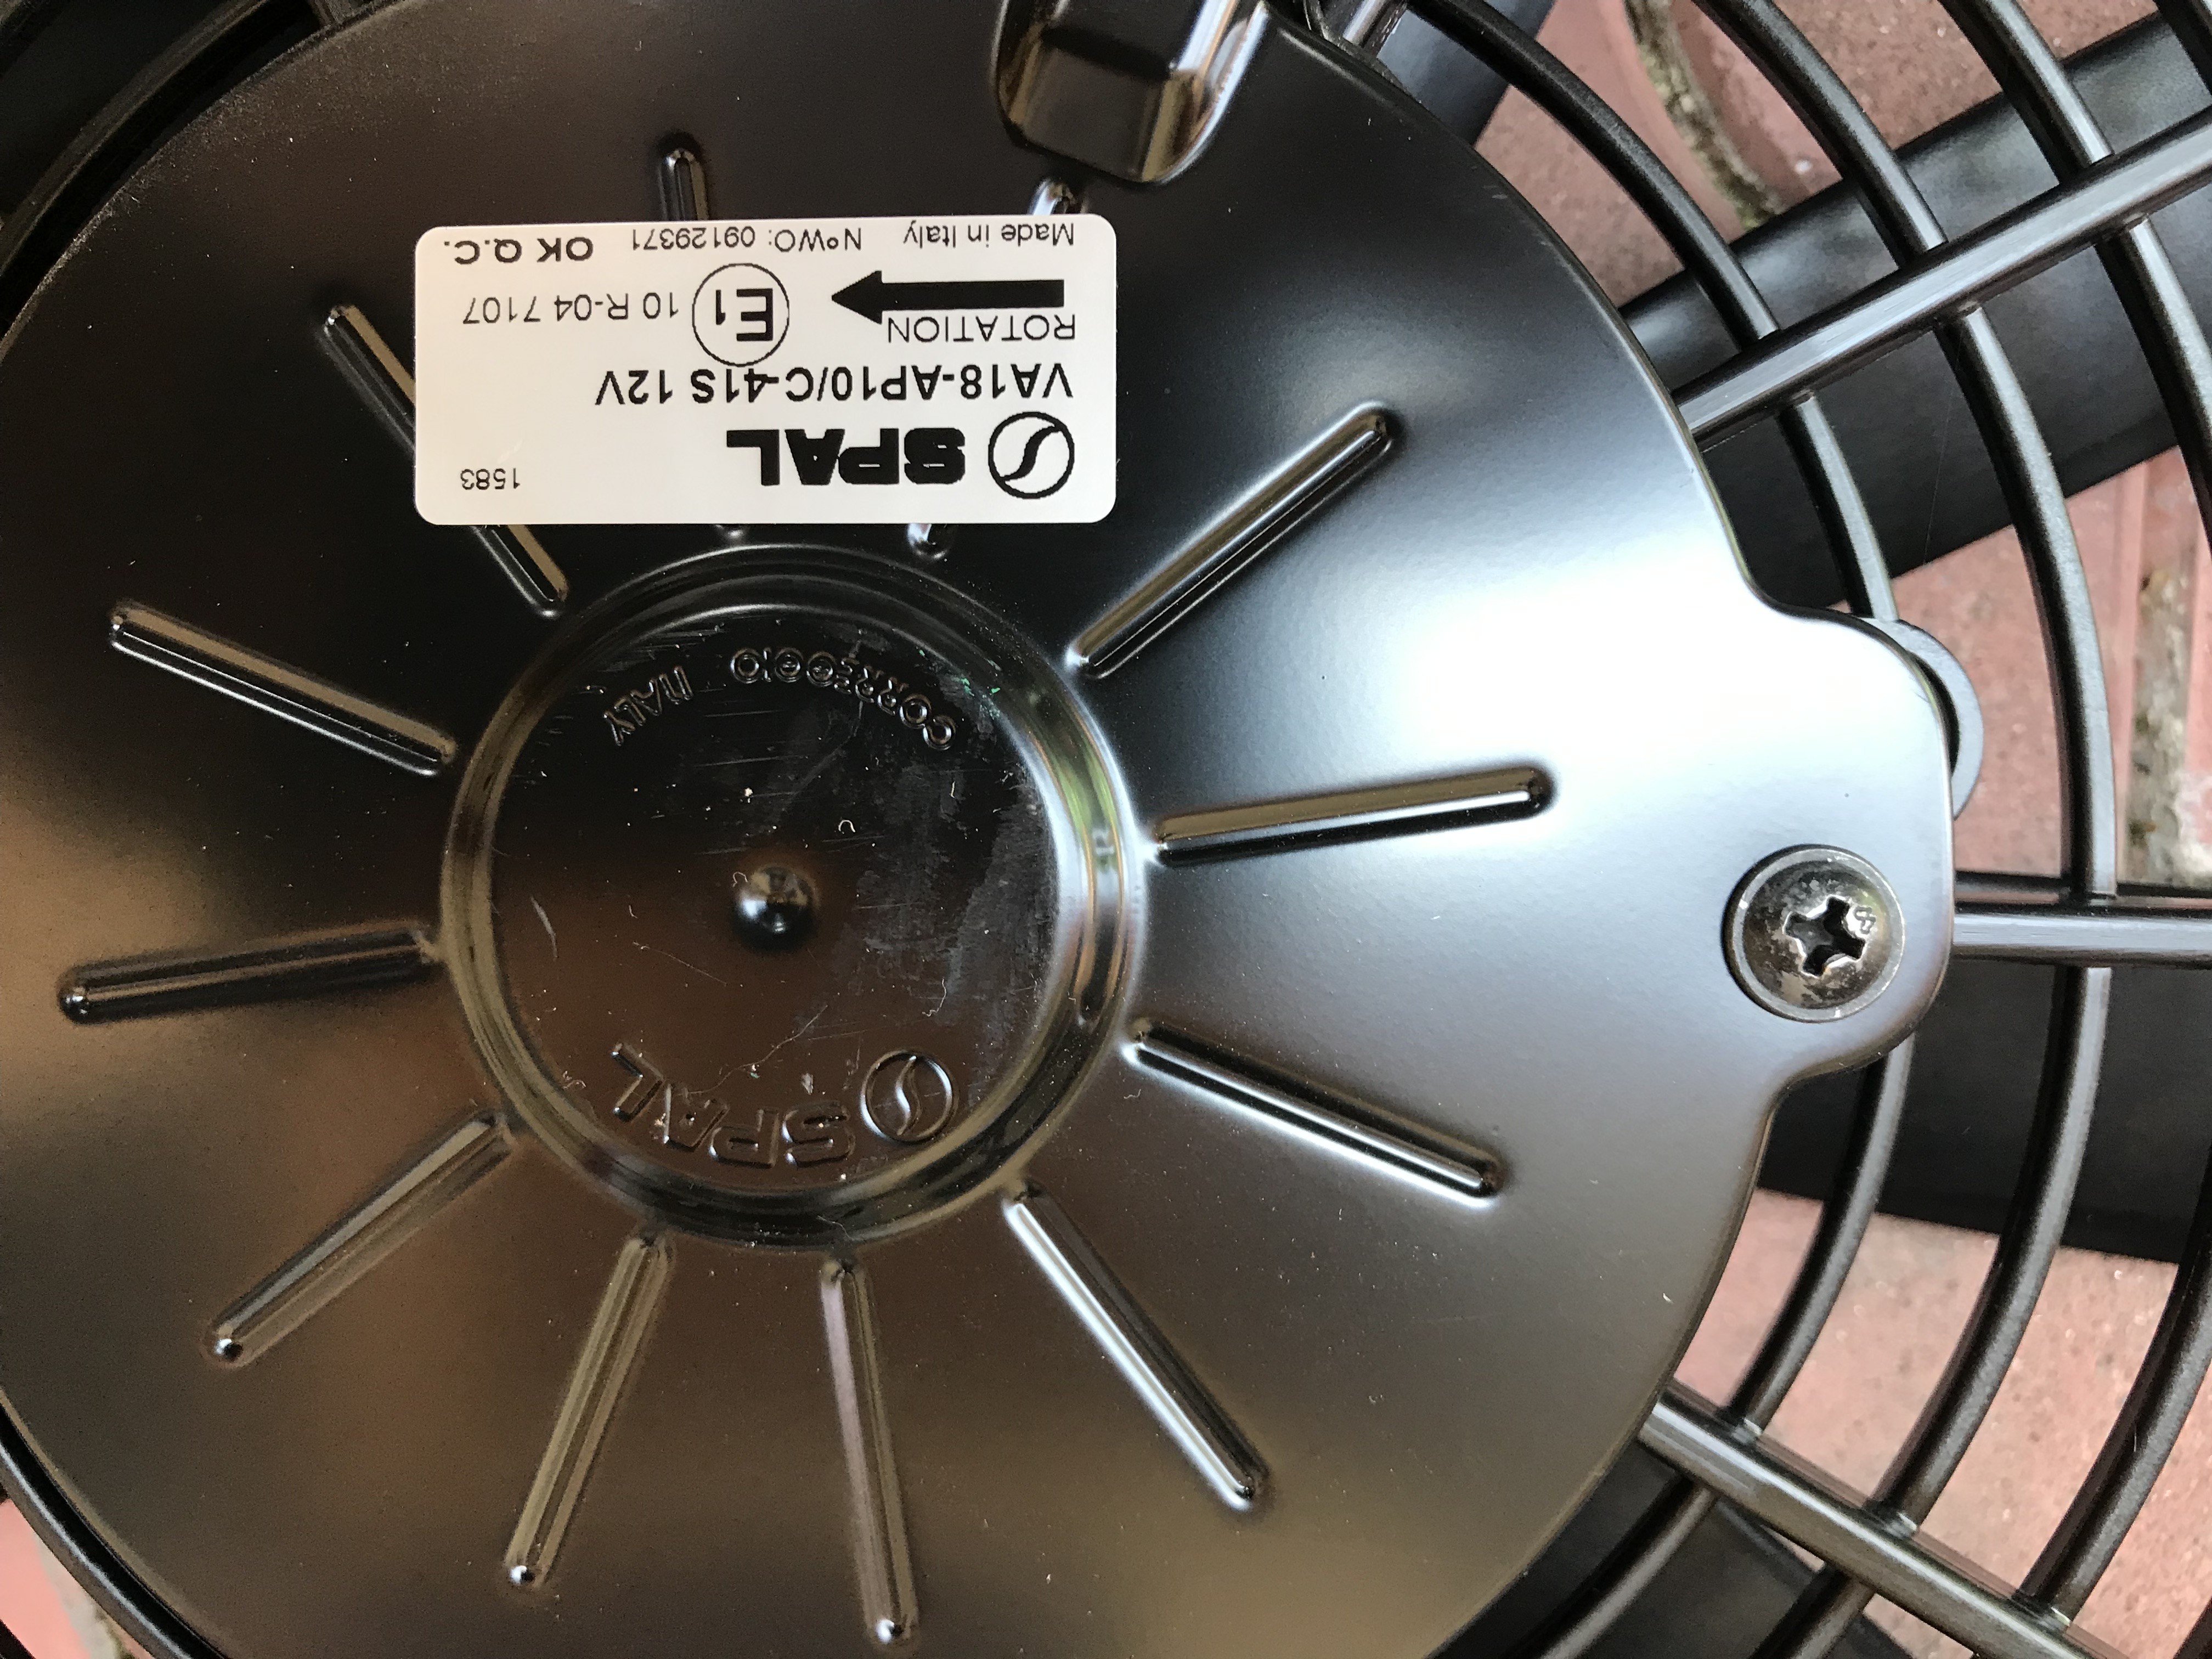 SPAL
1583
VA18-AP10/C-41S 12V
ROTATION
E1 10 R-04 7107
Made in Italy N°WO: 09129371 OK Q.C.
SPAL
CORREGGIO ITALY